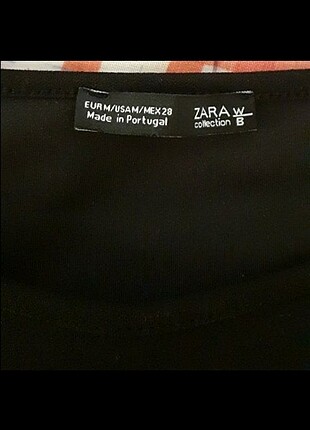 EUR M/USA M/MEX 28
Made in Portugal
ZARA W/B
collection